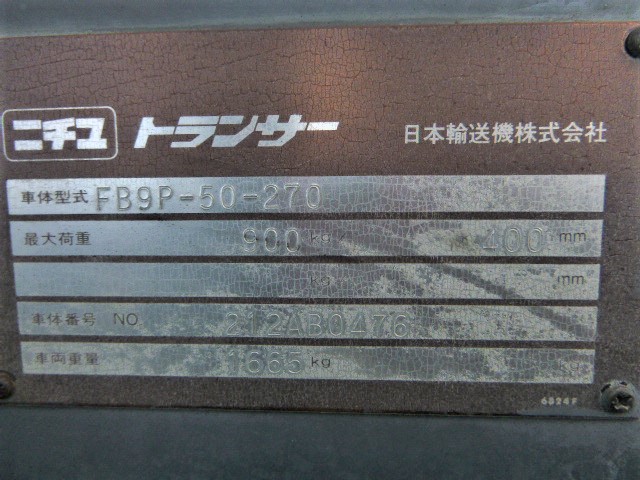 ニチユ トランサー 日本輸送機株式会社
車体型式 FB9P-50-270
最大荷重 900 kg 400 mm
kg mm
車体番号 NO 212AB0476
車両重量 1665 kg kg
6824F